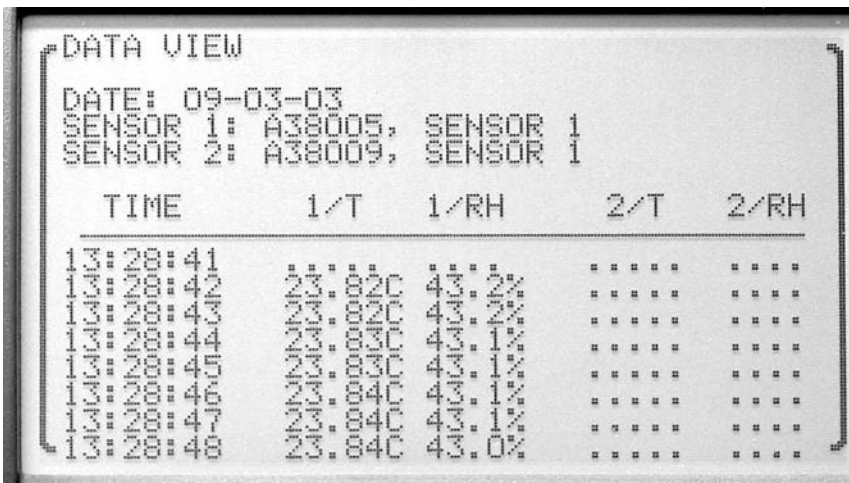 DATA VIEW
DATE: 09-03-03
SENSOR 1: A38005, SENSOR 1
SENSOR 2: A38009, SENSOR 1
TIME 1/T 1/RH 2/T 2/RH
13:28:41 ..... .... ..... ....
13:28:42 23.82C 43.2% ..... ....
13:28:43 23.82C 43.2% ..... ....
13:28:44 23.83C 43.1% ..... ....
13:28:45 23.83C 43.1% ..... ....
13:28:46 23.84C 43.1% ..... ....
13:28:47 23.84C 43.1% ..... ....
13:28:48 23.84C 43.0% ..... ....